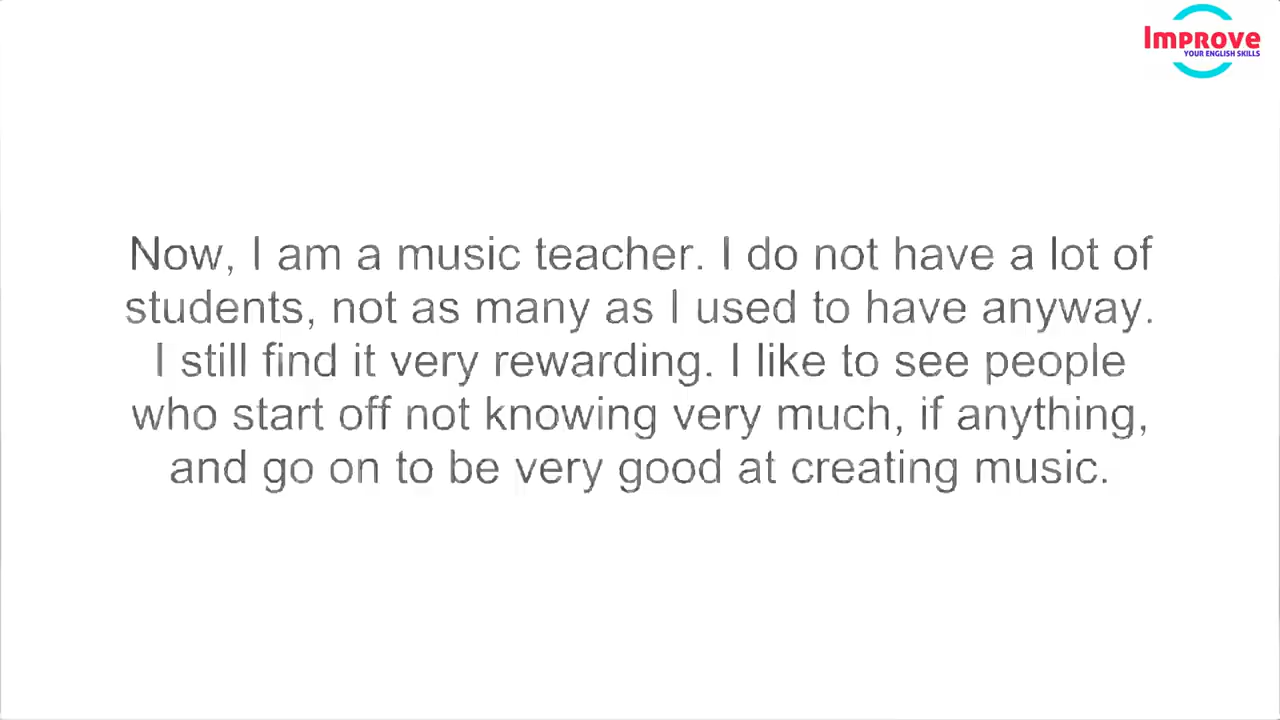 Improve
YOUR ENGLISH SKILLS
Now, I am a music teacher. I do not have a lot of
students, not as many as I used to have anyway.
I still find it very rewarding. I like to see people
who start off not knowing very much, if anything,
and go on to be very good at creating music.